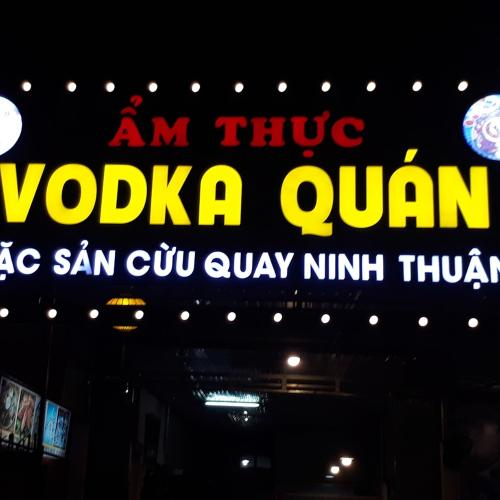 ẨM THỰC
VODKA QUÁN
ẶC SẢN CỪU QUAY NINH THUẬN